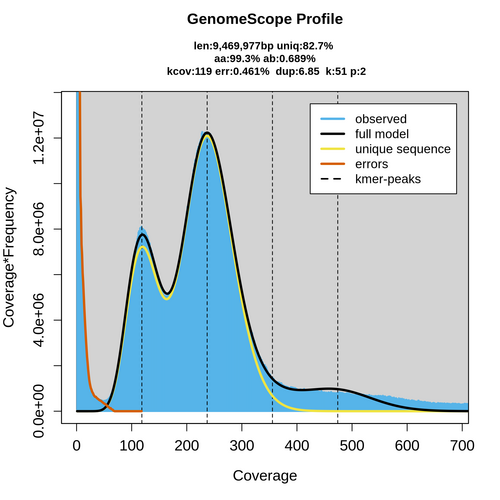 GenomeScope Profile
len:9,469,977bp uniq:82.7%
aa:99.3% ab:0.689%
kcov:119 err:0.461% dup:6.85 k:51 p:2
observed
full model
unique sequence
errors
kmer-peaks
Coverage*Frequency
1.2e+07
8.0e+06
4.0e+06
0.0e+00
0 100 200 300 400 500 600 700
Coverage